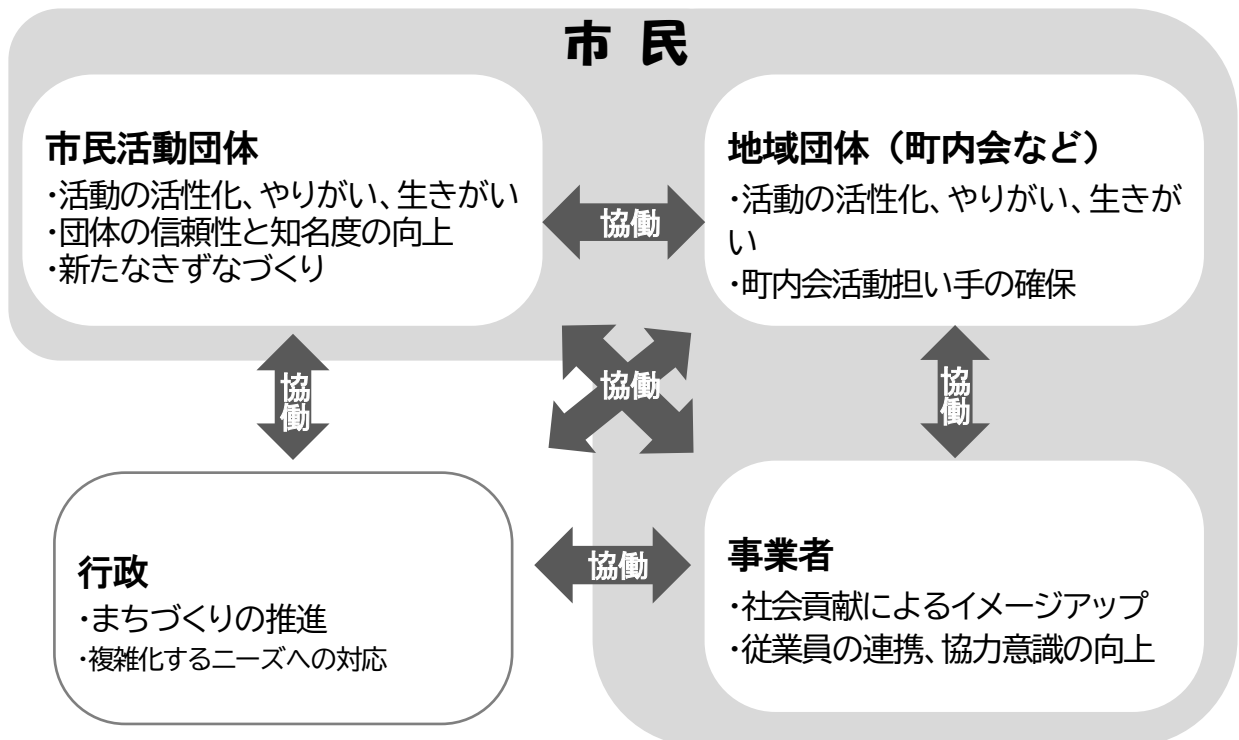 市 民
市民活動団体
・活動の活性化、やりがい、生きがい
・団体の信頼性と知名度の向上
・新たなきずなづくり
協働
地域団体（町内会など）
・活動の活性化、やりがい、生きが
い
・町内会活動担い手の確保
協働
協働
協働
行政
・まちづくりの推進
・複雑化するニーズへの対応
協働
事業者
・社会貢献によるイメージアップ
・従業員の連携、協力意識の向上